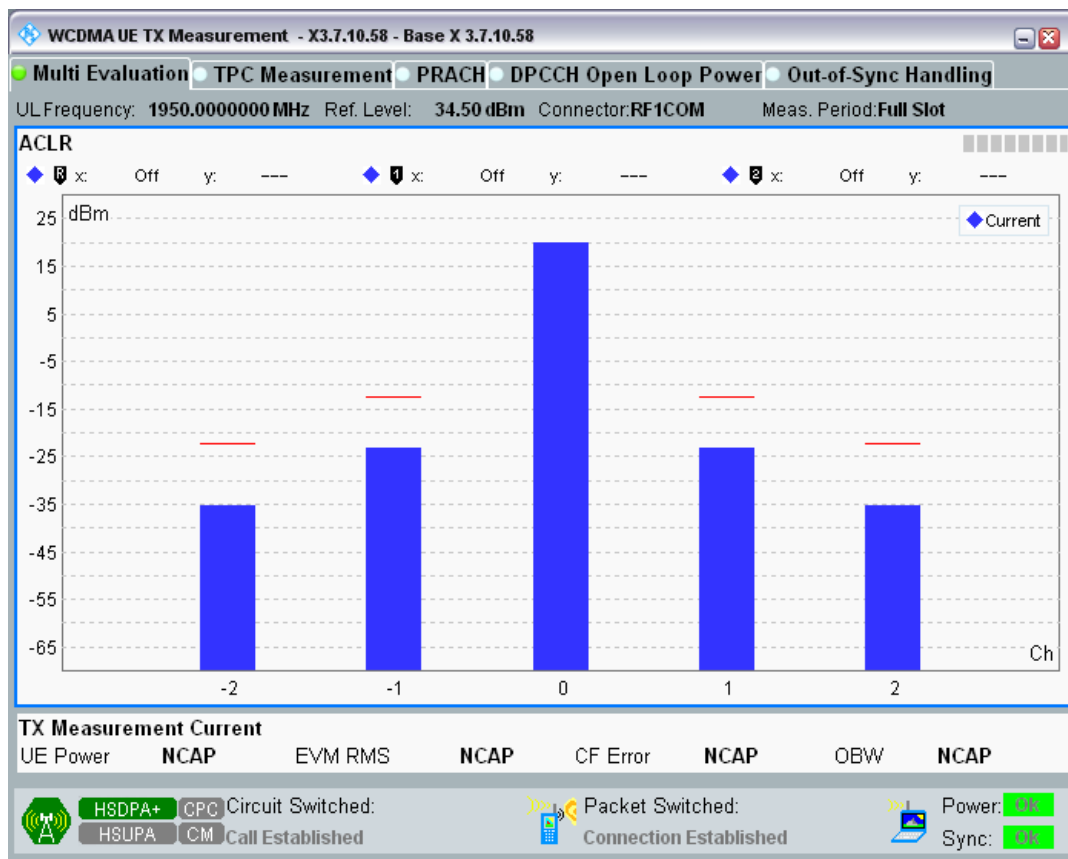 WCDMA UE TX Measurement - X3.7.10.58 - Base X 3.7.10.58
Multi Evaluation TPC Measurement PRACH DPCCH Open Loop Power Out-of-Sync Handling
UL Frequency: 1950.0000000 MHz Ref. Level: 34.50 dBm Connector:RF1COM Meas. Period:Full Slot
ACLR
R x: Off y: --- 1 x: Off y: --- 2 x: Off y: ---
dBm
Current
25
15
5
-5
-15
-25
-35
-45
-55
-65
Ch
-2 -1 0 1 2
TX Measurement Current
UE Power NCAP EVM RMS NCAP CF Error NCAP OBW NCAP
HSDPA+ CPC Circuit Switched: Packet Switched: Power: OK
HSUPA CM Call Established Connection Established Sync: OK